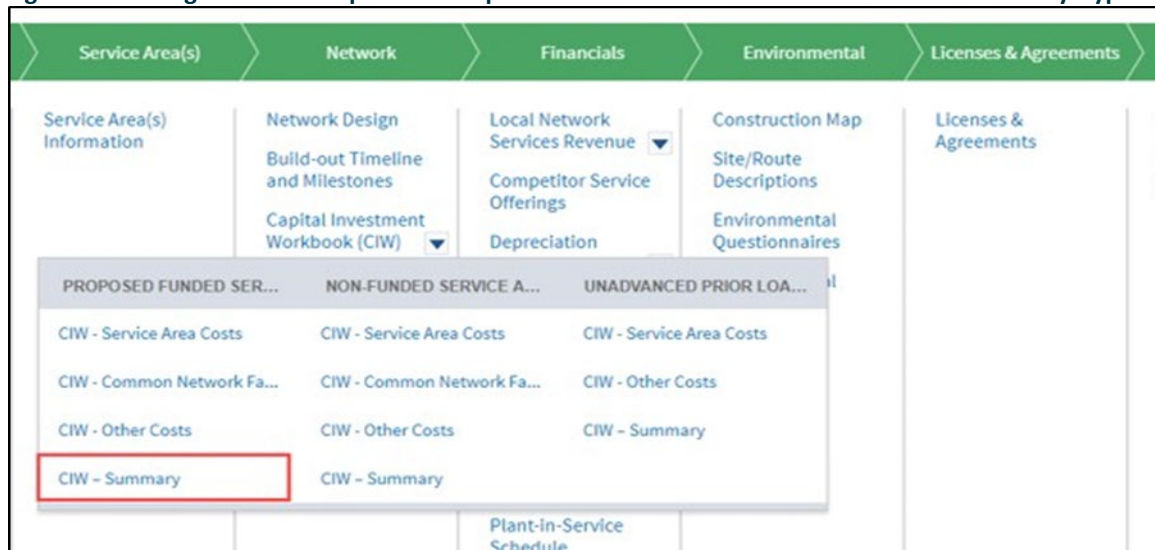 Service Area(s)
Network
Financials
Environmental
Licenses & Agreements
Service Area(s)
Information
Network Design
Build-out Timeline
and Milestones
Capital Investment
Workbook (CIW)
Local Network
Services Revenue
Competitor Service
Offerings
Depreciation
Construction Map
Site/Route
Descriptions
Environmental
Questionnaires
Licenses &
Agreements
PROPOSED FUNDED SER...
CIW - Service Area Costs
CIW - Common Network Fa...
CIW - Other Costs
CIW – Summary
NON-FUNDED SERVICE A...
CIW - Service Area Costs
CIW - Common Network Fa...
CIW - Other Costs
CIW – Summary
UNADVANCED PRIOR LOA...
CIW - Service Area Costs
CIW - Other Costs
CIW – Summary
Plant-in-Service
Schedule